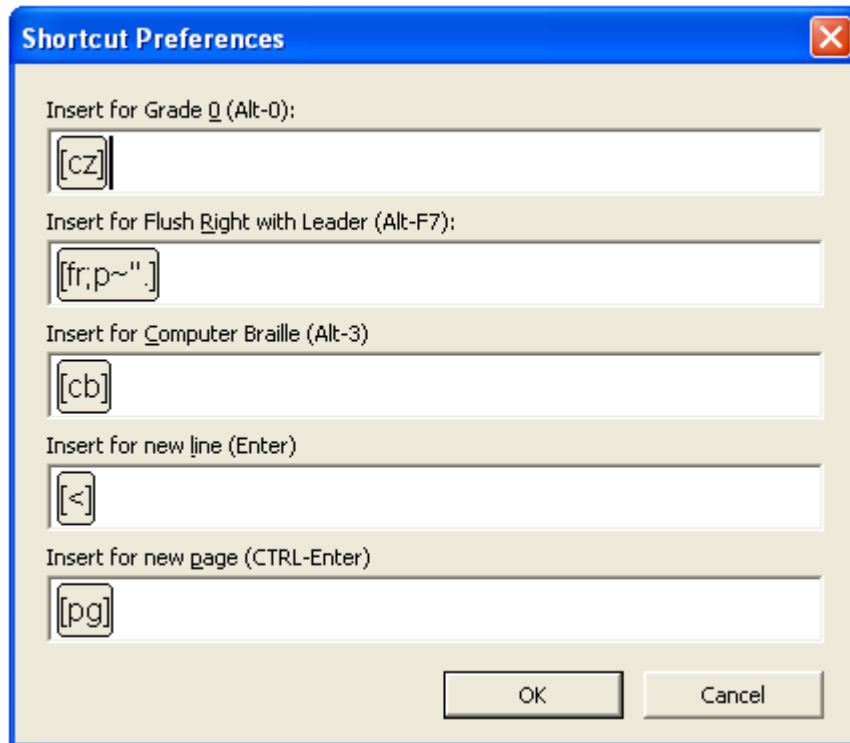 Shortcut Preferences
Insert for Grade 0 (Alt-0):
[cz]
Insert for Flush Right with Leader (Alt-F7):
[fr;p~".]
Insert for Computer Braille (Alt-3)
[cb]
Insert for new line (Enter)
[<]
Insert for new page (CTRL-Enter)
[pg]
OK Cancel